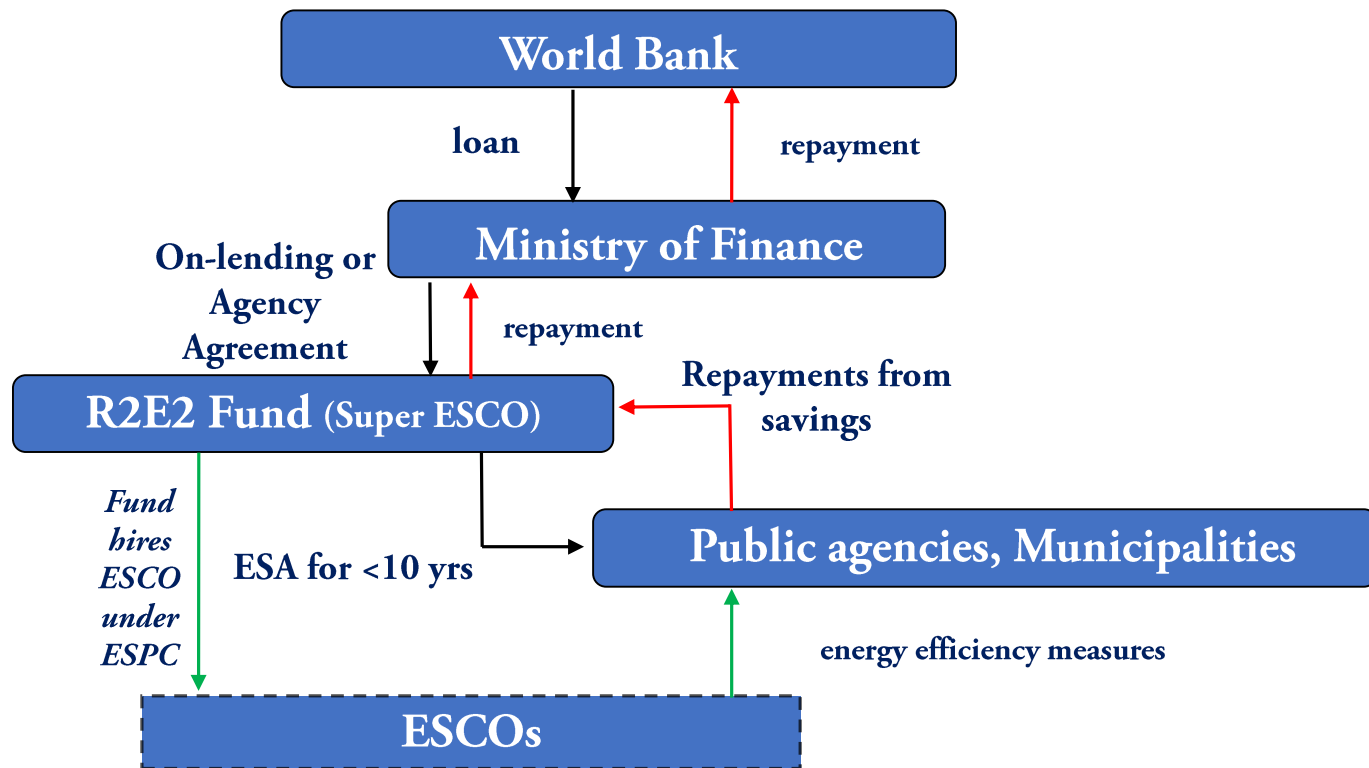 World Bank
loan
repayment
Ministry of Finance
On-lending or
Agency
Agreement
repayment
R2E2 Fund (Super ESCO)
Repayments from
savings
Fund
hires
ESCO
under
ESPC
ESA for <10 yrs
Public agencies, Municipalities
energy efficiency measures
ESCOs